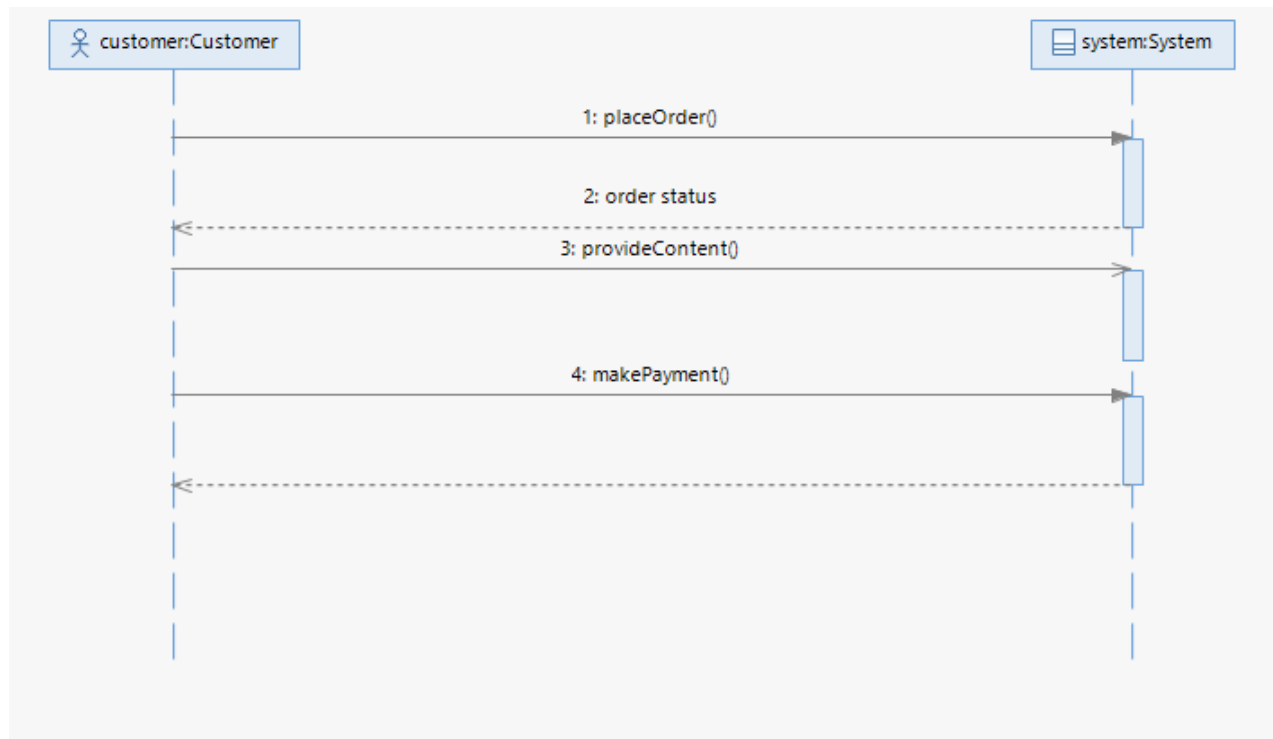 customer:Customer
system:System
1: placeOrder()
2: order status
3: provideContent()
4: makePayment()